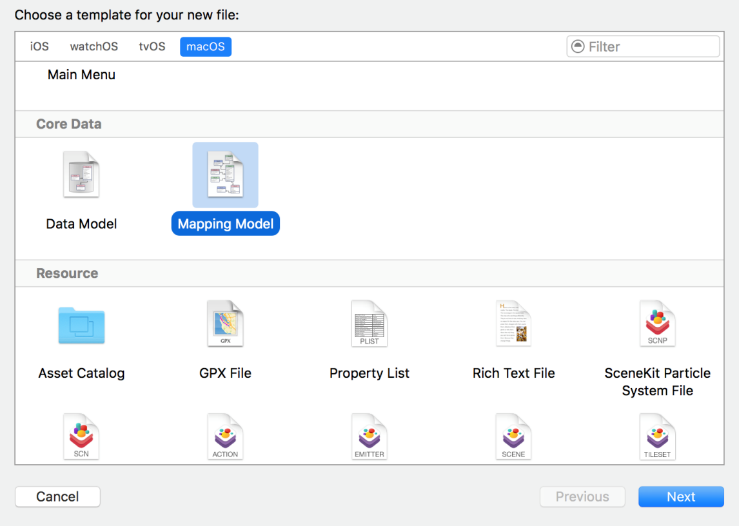 Choose a template for your new file:
iOS watchOS tvOS macOS
Filter
Main Menu
Core Data
Data Model
Mapping Model
Resource
GPX
PLIST
SCNP
Asset Catalog
GPX File
Property List
Rich Text File
SceneKit Particle
System File
SCN
ACTION
EMITTER
SCENE
TILESET
Cancel
Previous
Next